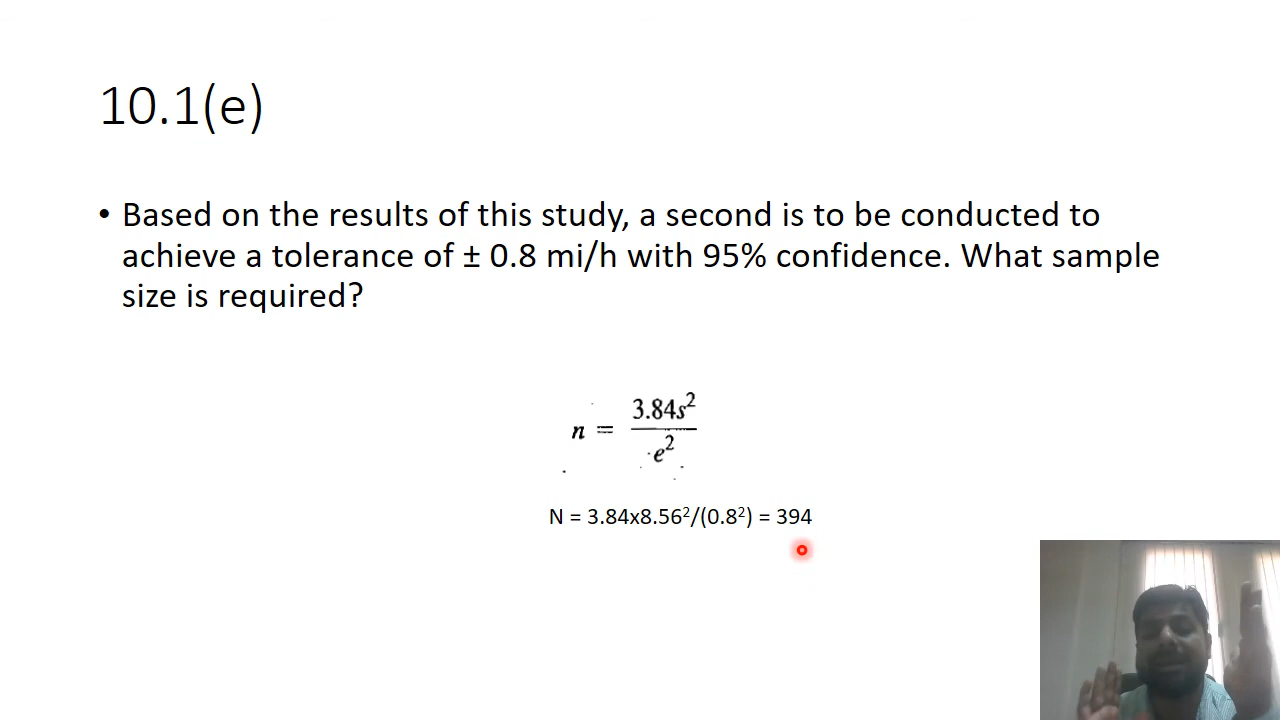 10.1(e)
• Based on the results of this study, a second is to be conducted to
achieve a tolerance of ± 0.8 mi/h with 95% confidence. What sample
size is required?
n = 3.84s²/e²
N = 3.84x8.56²/(0.8²) = 394